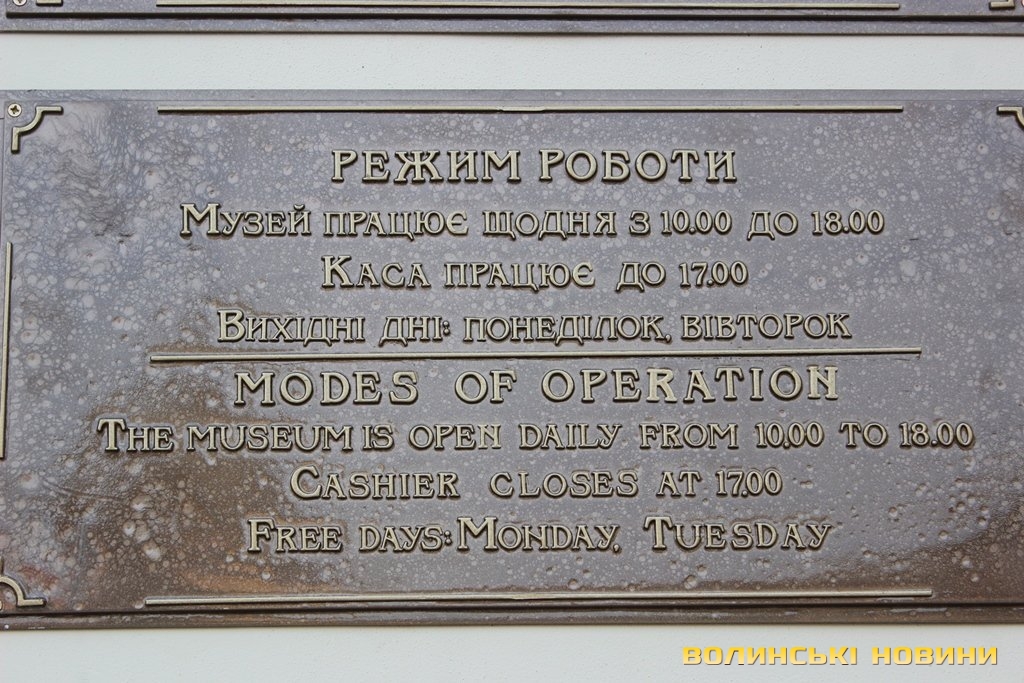 РЕЖИМ РОБОТИ
Музей працює щодня з 10.00 до 18.00
Каса працює до 17.00
Вихідні дні: понеділок, вівторок
MODES OF OPERATION
The museum is open daily from 10.00 to 18.00
Cashier closes at 17.00
Free days: Monday, Tuesday
ВОЛИНСЬКІ НОВИНИ